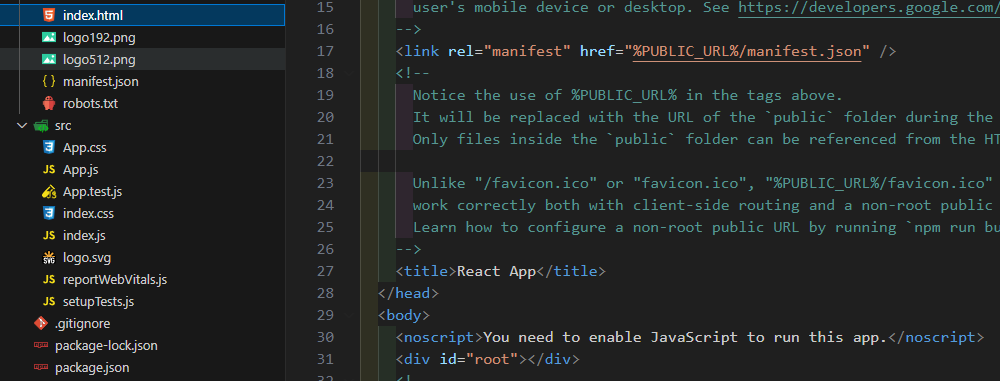 index.html
logo192.png
logo512.png
manifest.json
robots.txt
src
App.css
App.js
App.test.js
index.css
index.js
logo.svg
reportWebVitals.js
setupTests.js
.gitignore
package-lock.json
package.json
15 user's mobile device or desktop. See https://developers.google.com/
16 -->
17 <link rel="manifest" href="%PUBLIC_URL%/manifest.json" />
18 <!--
19 Notice the use of %PUBLIC_URL% in the tags above.
20 It will be replaced with the URL of the `public` folder during the
21 Only files inside the `public` folder can be referenced from the HT
22
23 Unlike "/favicon.ico" or "favicon.ico", "%PUBLIC_URL%/favicon.ico"
24 work correctly both with client-side routing and a non-root public
25 Learn how to configure a non-root public URL by running `npm run bu
26 -->
27 <title>React App</title>
28 </head>
29 <body>
30 <noscript>You need to enable JavaScript to run this app.</noscript>
31 <div id="root"></div>
32 <!--